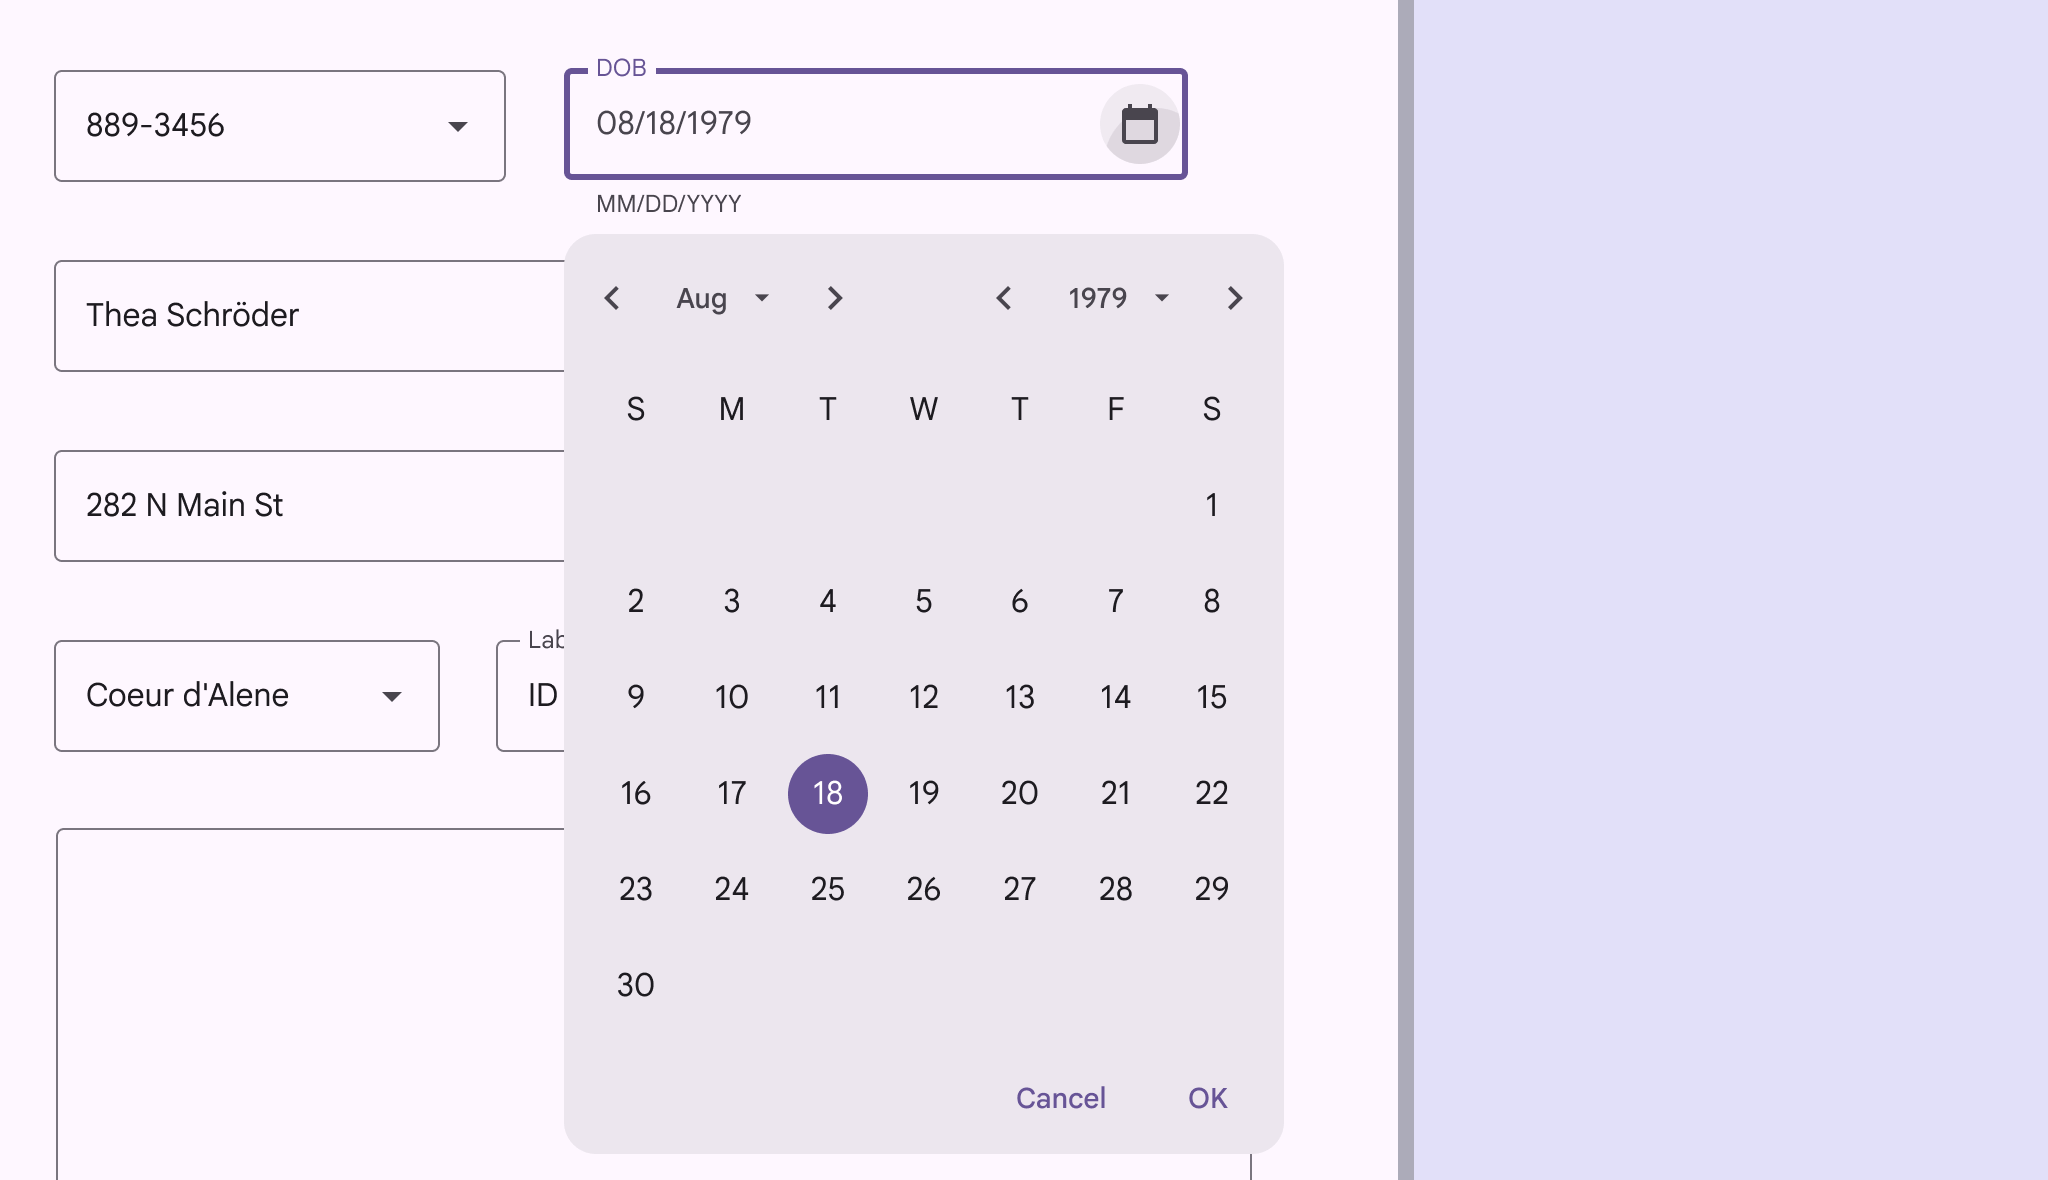 DOB
889-3456
08/18/1979
MM/DD/YYYY
Thea Schröder
282 N Main St
Coeur d'Alene
ID
Aug 1979
S M T W T F S
1
2 3 4 5 6 7 8
9 10 11 12 13 14 15
16 17 18 19 20 21 22
23 24 25 26 27 28 29
30
Cancel OK